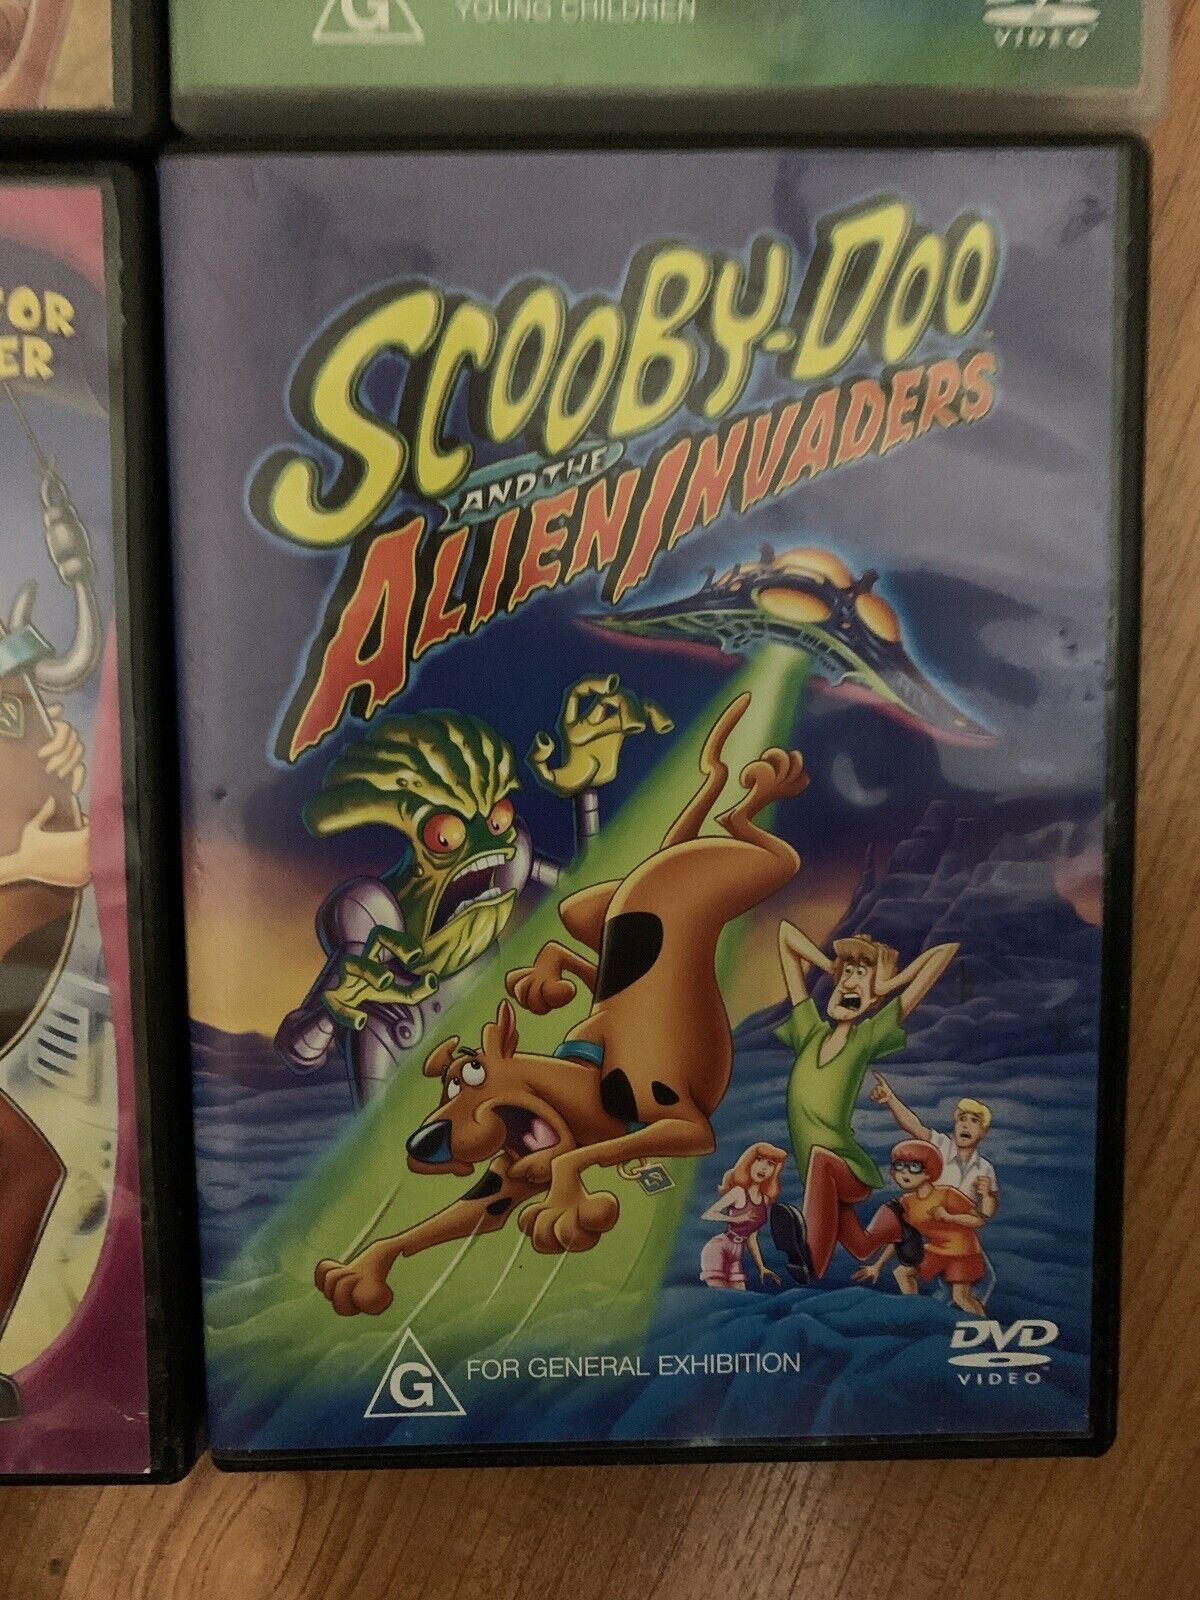 G
YOUNG CHILDREN
VIDEO
FOR
ER
SCOOBY-DOO
AND THE
ALIEN INVADERS
G FOR GENERAL EXHIBITION
DVD
VIDEO